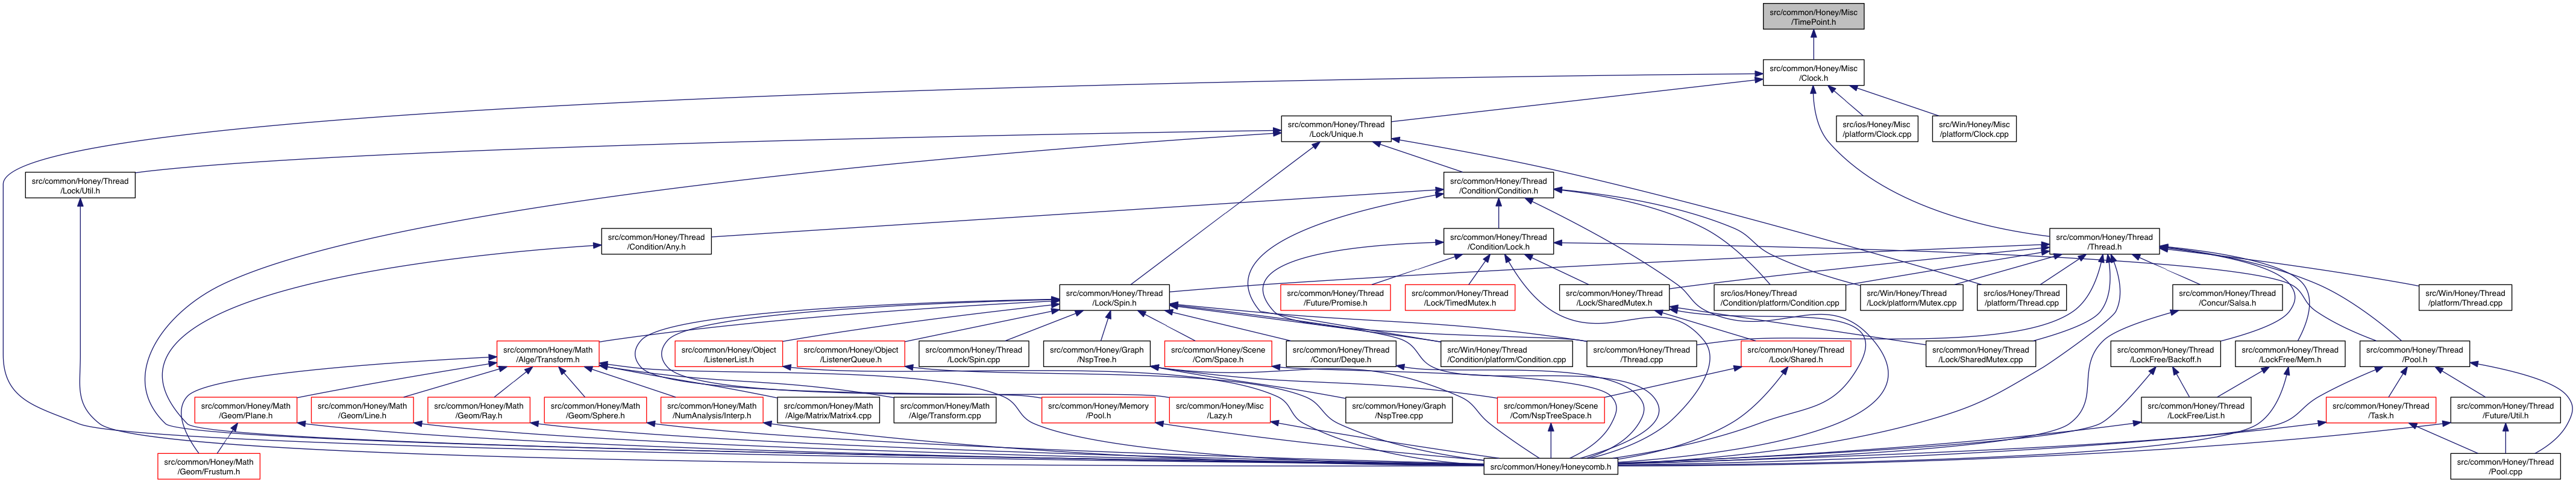 src/common/Honey/Misc
/TimePoint.h
src/common/Honey/Misc
/Clock.h
src/common/Honey/Thread
/Lock/Unique.h
src/ios/Honey/Misc
/platform/Clock.cpp
src/Win/Honey/Misc
/platform/Clock.cpp
src/common/Honey/Thread
/Lock/Util.h
src/common/Honey/Thread
/Condition/Condition.h
src/common/Honey/Thread
/Condition/Any.h
src/common/Honey/Thread
/Condition/Lock.h
src/common/Honey/Thread
/Thread.h
src/common/Honey/Thread
/Lock/Spin.h
src/common/Honey/Thread
/Future/Promise.h
src/common/Honey/Thread
/Lock/TimedMutex.h
src/common/Honey/Thread
/Lock/SharedMutex.h
src/ios/Honey/Thread
/Condition/platform/Condition.cpp
src/Win/Honey/Thread
/Lock/platform/Mutex.cpp
src/ios/Honey/Thread
/platform/Thread.cpp
src/common/Honey/Thread
/Concur/Salsa.h
src/Win/Honey/Thread
/platform/Thread.cpp
src/common/Honey/Math
/Alge/Transform.h
src/common/Honey/Object
/ListenerList.h
src/common/Honey/Object
/ListenerQueue.h
src/common/Honey/Thread
/Lock/Spin.cpp
src/common/Honey/Graph
/NspTree.h
src/common/Honey/Scene
/Com/Space.h
src/common/Honey/Thread
/Concur/Deque.h
src/Win/Honey/Thread
/Condition/platform/Condition.cpp
src/common/Honey/Thread
/Thread.cpp
src/common/Honey/Thread
/Lock/Shared.h
src/common/Honey/Thread
/Lock/SharedMutex.cpp
src/common/Honey/Thread
/LockFree/Backoff.h
src/common/Honey/Thread
/LockFree/Mem.h
src/common/Honey/Thread
/Pool.h
src/common/Honey/Math
/Geom/Plane.h
src/common/Honey/Math
/Geom/Line.h
src/common/Honey/Math
/Geom/Ray.h
src/common/Honey/Math
/Geom/Sphere.h
src/common/Honey/Math
/NumAnalysis/Interp.h
src/common/Honey/Math
/Alge/Matrix/Matrix4.cpp
src/common/Honey/Math
/Alge/Transform.cpp
src/common/Honey/Memory
/Pool.h
src/common/Honey/Misc
/Lazy.h
src/common/Honey/Graph
/NspTree.cpp
src/common/Honey/Scene
/Com/NspTreeSpace.h
src/common/Honey/Thread
/LockFree/List.h
src/common/Honey/Thread
/Task.h
src/common/Honey/Thread
/Future/Util.h
src/common/Honey/Math
/Geom/Frustum.h
src/common/Honey/Honeycomb.h
src/common/Honey/Thread
/Pool.cpp